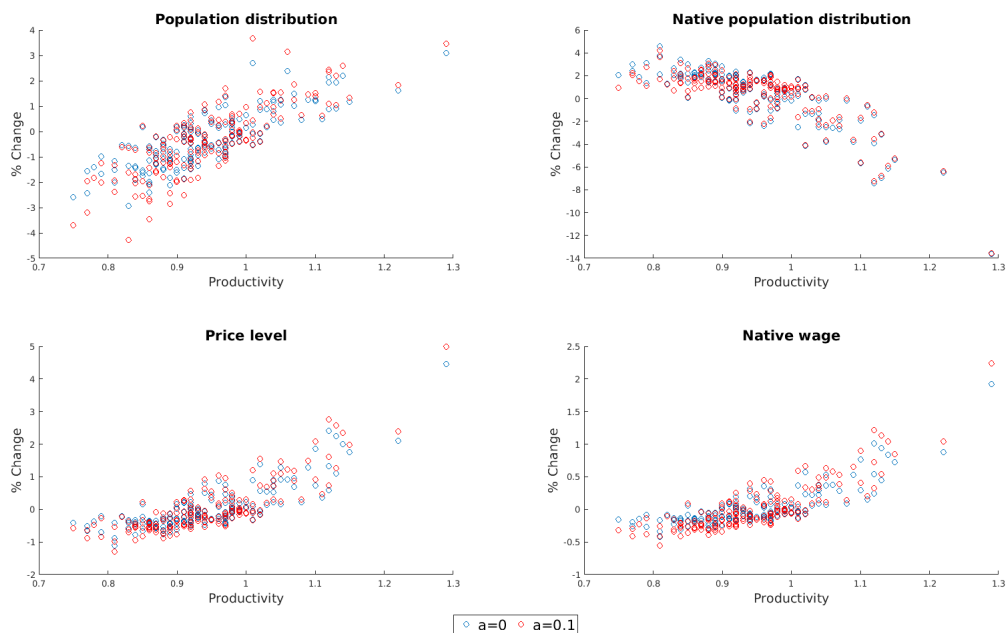 Population distribution
4
3
2
1
0
-1
-2
-3
-4
-5
% Change
0.7 0.8 0.9 1 1.1 1.2 1.3
Productivity
Native population distribution
6
4
2
0
-2
-4
-6
-8
-10
-12
-14
% Change
0.7 0.8 0.9 1 1.1 1.2 1.3
Productivity
Price level
5
4
3
2
1
0
-1
-2
% Change
0.7 0.8 0.9 1 1.1 1.2 1.3
Productivity
Native wage
2.5
2
1.5
1
0.5
0
-0.5
-1
% Change
0.7 0.8 0.9 1 1.1 1.2 1.3
Productivity
a=0 a=0.1